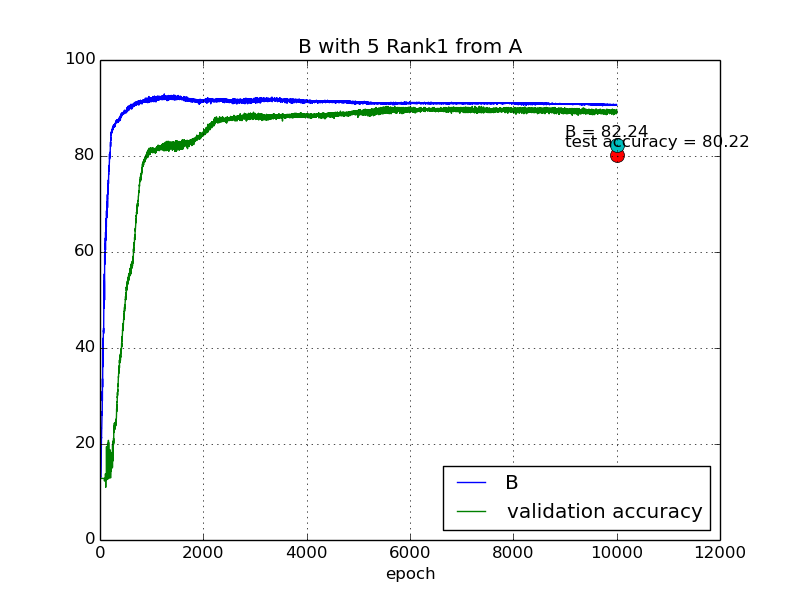 B with 5 Rank1 from A
100
80
60
40
20
0
B = 82.24
test accuracy = 80.22
B
validation accuracy
0 2000 4000 6000 8000 10000 12000
epoch